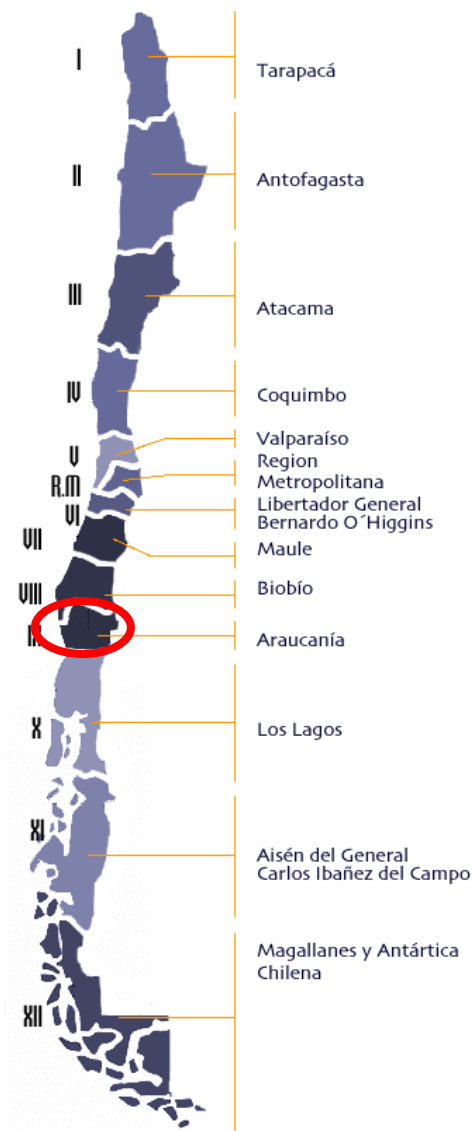 I
Tarapacá
II
Antofagasta
III
Atacama
IV
Coquimbo
V
Valparaíso
R.M
Region
Metropolitana
VI
Libertador General
Bernardo O´Higgins
VII
Maule
VIII
Biobío
IX
Araucanía
X
Los Lagos
XI
Aisén del General
Carlos Ibañez del Campo
XII
Magallanes y Antártica
Chilena